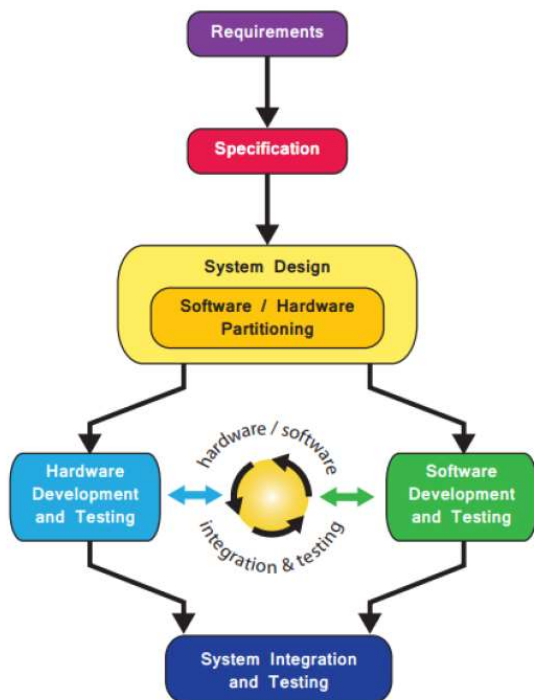 Requirements
Specification
System Design
Software / Hardware
Partitioning
hardware / software
Hardware
Development
and Testing
Software
Development
and Testing
integration & testing
System Integration
and Testing